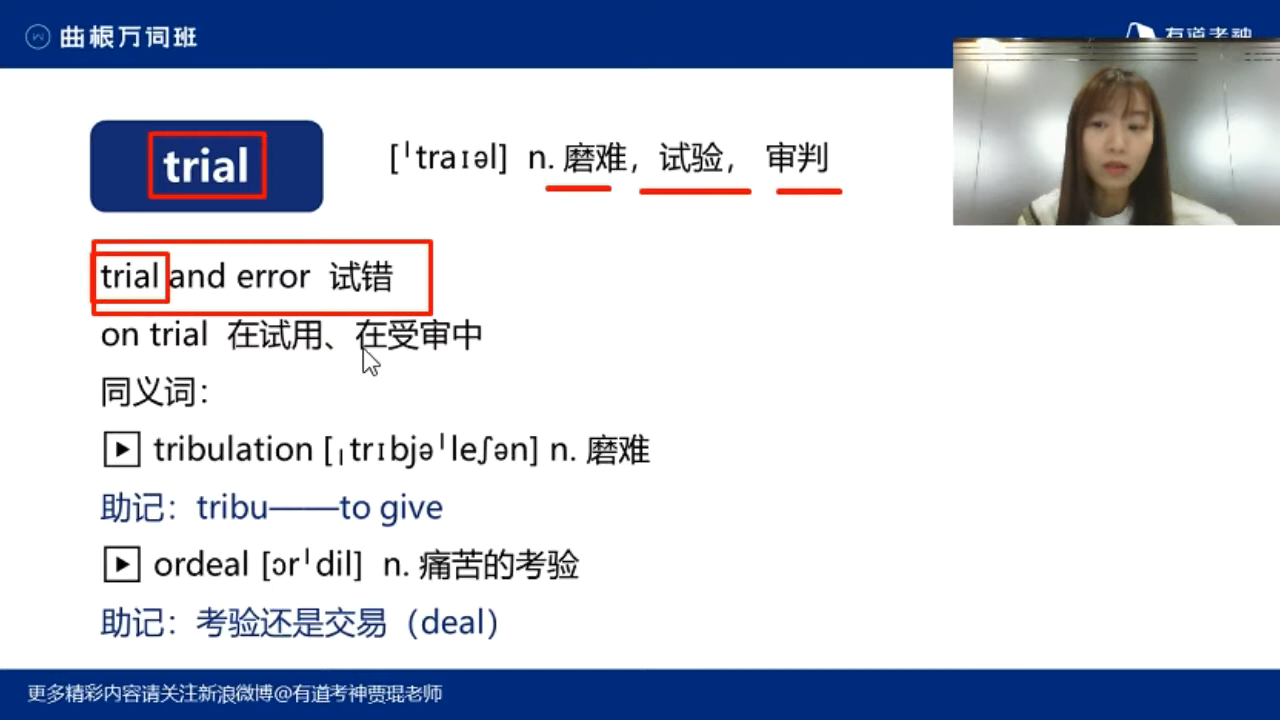 曲根万词班
有道考神
trial
[ˈtraɪəl] n. 磨难，试验， 审判
trial and error 试错
on trial 在试用、在受审中
同义词：
tribulation [ˌtrɪbjəˈleʃən] n. 磨难
助记：tribu——to give
ordeal [ɔrˈdil] n. 痛苦的考验
助记：考验还是交易（deal）
更多精彩内容请关注新浪微博@有道考神贾琨老师